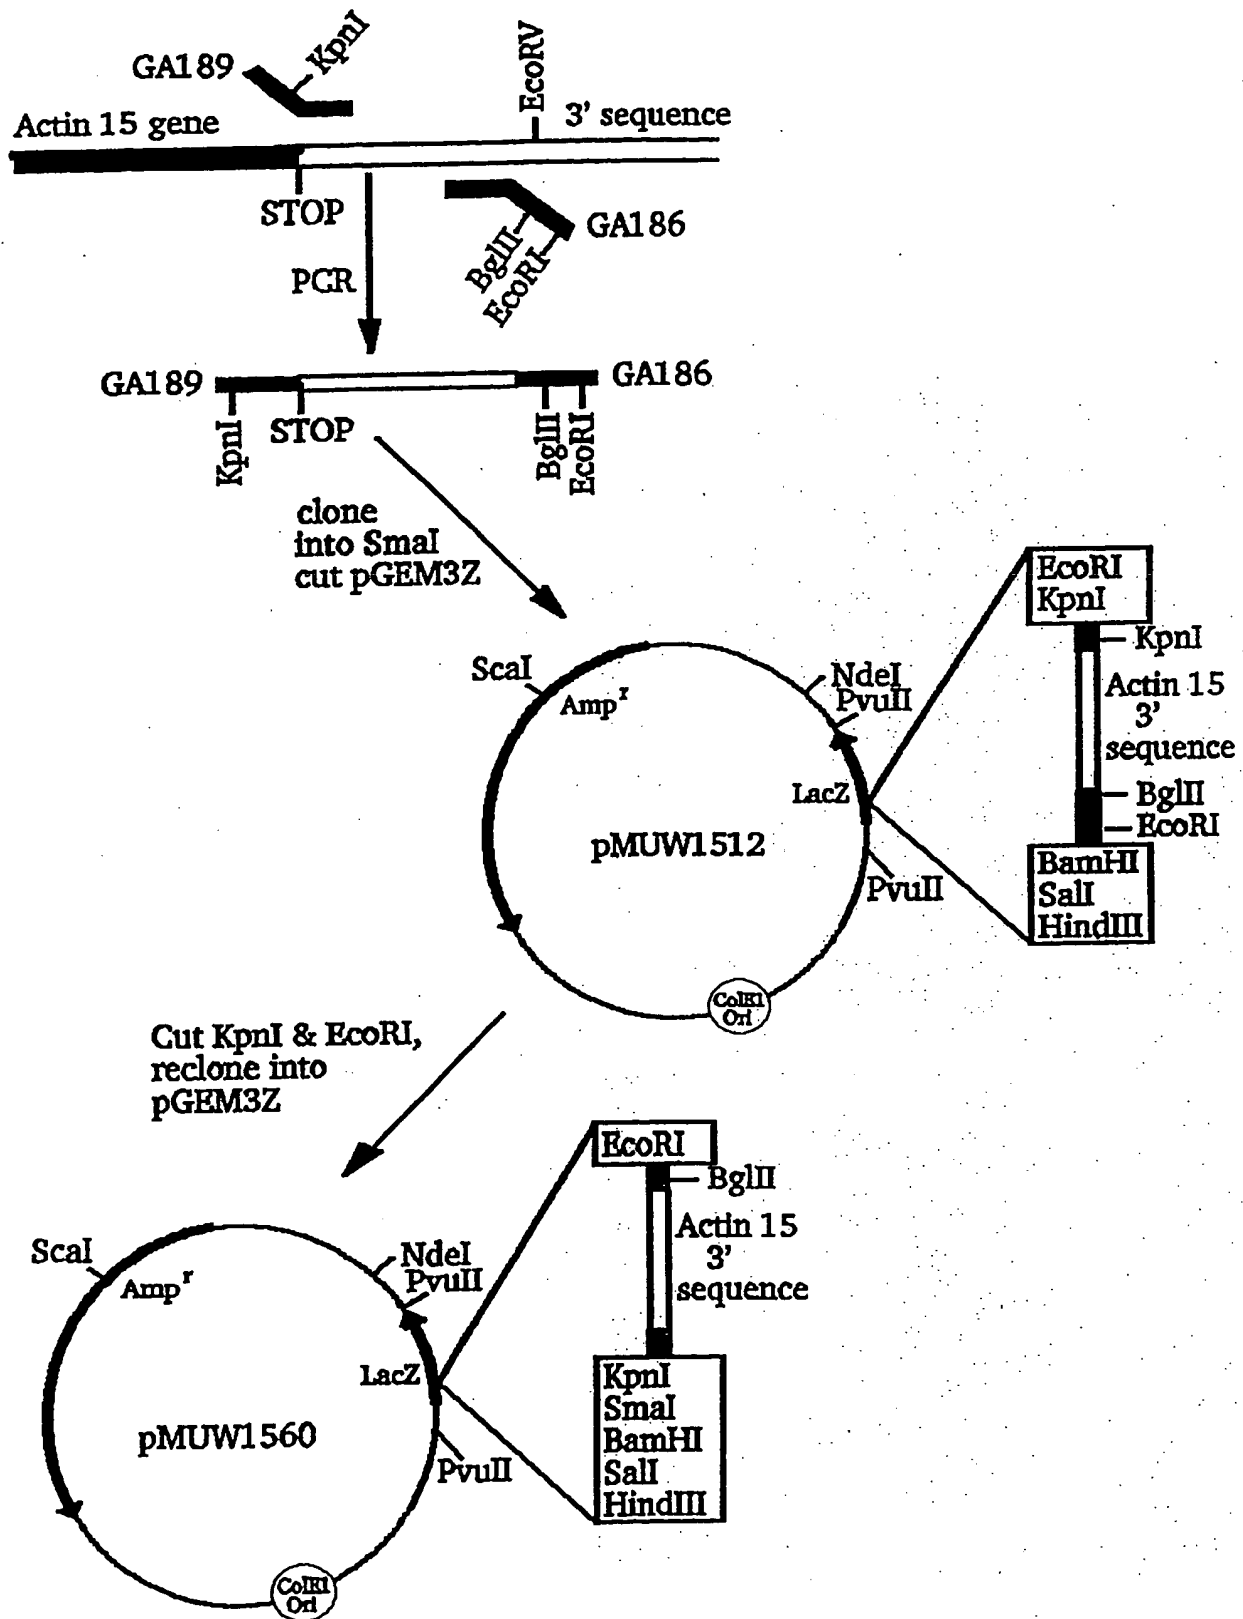 GA189
KpnI
EcoRV
Actin 15 gene
3' sequence
STOP
GA186
BglII
EcoRI
PCR
GA189
GA186
KpnI
STOP
BglII
EcoRI
clone
into SmaI
cut pGEM3Z
EcoRI
KpnI
KpnI
Actin 15
3'
sequence
BglII
EcoRI
BamHI
SalI
HindIII
ScaI
Amp^r
NdeI
PvuII
LacZ
pMUW1512
PvuII
ColE1
Ori
Cut KpnI & EcoRI,
reclone into
pGEM3Z
EcoRI
BglII
Actin 15
3'
sequence
KpnI
SmaI
BamHI
SalI
HindIII
ScaI
Amp^r
NdeI
PvuII
LacZ
pMUW1560
PvuII
ColE1
Ori